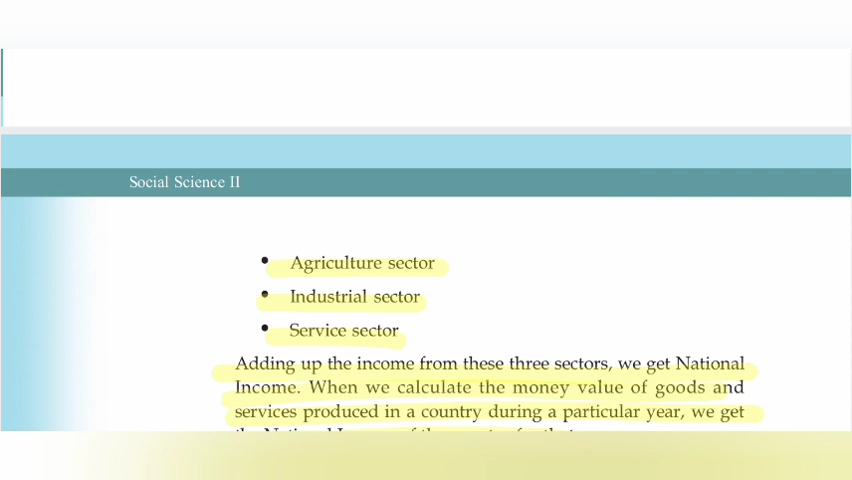 Social Science II
• Agriculture sector
• Industrial sector
• Service sector
Adding up the income from these three sectors, we get National
Income. When we calculate the money value of goods and
services produced in a country during a particular year, we get